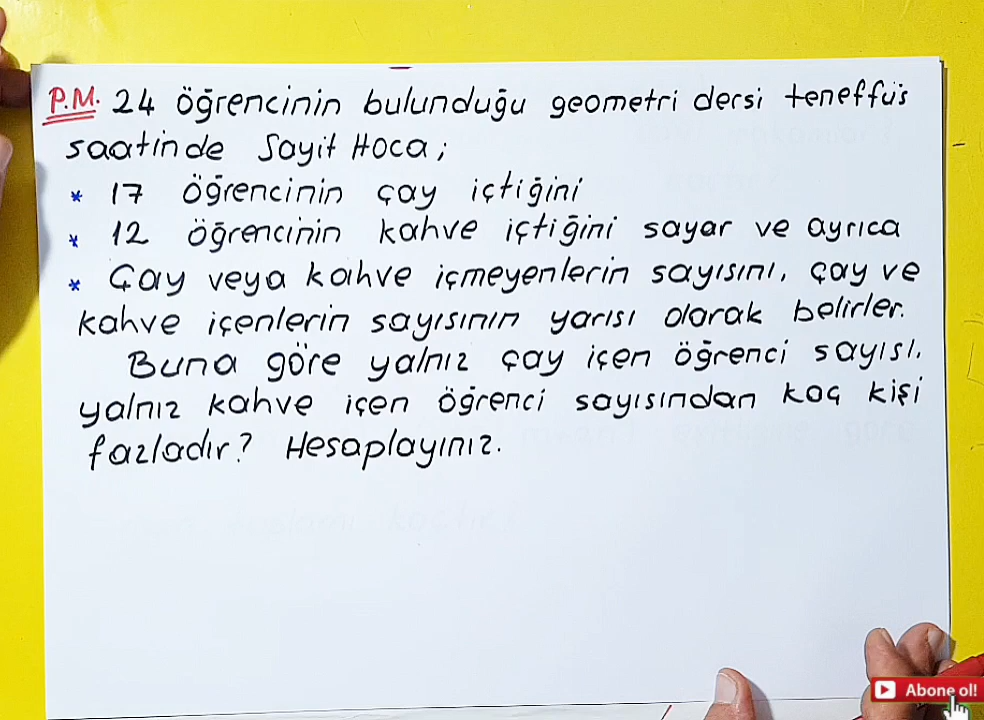 P.M. 24 öğrencinin bulunduğu geometri dersi teneffüs
saatinde Sayit Hoca;
* 17 öğrencinin çay içtiğini
* 12 öğrencinin kahve içtiğini sayar ve ayrıca
* Çay veya kahve içmeyenlerin sayısını, çay ve
kahve içenlerin sayısının yarısı olarak belirler.
Buna göre yalnız çay içen öğrenci sayısı,
yalnız kahve içen öğrenci sayısından kaç kişi
fazladır? Hesaplayınız.
Abone ol!